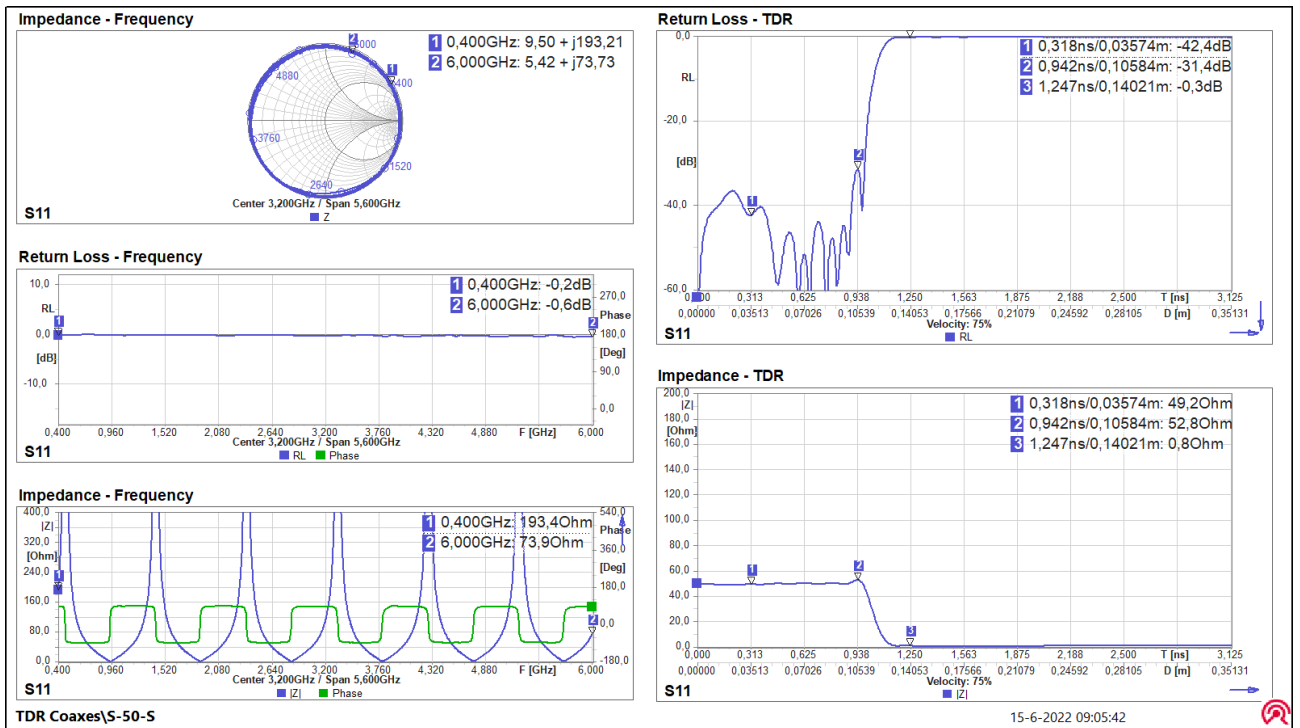 Impedance - Frequency
1 0,400GHz: 9,50 + j193,21
2 6,000GHz: 5,42 + j73,73
2
6000
1
400
4880
3760
1520
2640
Center 3,200GHz / Span 5,600GHz
S11
Z
Return Loss - Frequency
1 0,400GHz: -0,2dB
2 6,000GHz: -0,6dB
10,0
RL
0,0
[dB]
-10,0
1
2
270,0
Phase
180,0
[Deg]
90,0
0,0
0,400 0,960 1,520 2,080 2,640 3,200 3,760 4,320 4,880 F [GHz] 6,000
Center 3,200GHz / Span 5,600GHz
S11
RL Phase
Impedance - Frequency
1 0,400GHz: 193,4Ohm
2 6,000GHz: 73,9Ohm
400,0
|Z|
320,0
[Ohm]
240,0
160,0
80,0
0,0
1
2
540,0
Phase
360,0
[Deg]
180,0
0,0
-180,0
0,400 0,960 1,520 2,080 2,640 3,200 3,760 4,320 4,880 F [GHz] 6,000
Center 3,200GHz / Span 5,600GHz
S11
|Z| Phase
Return Loss - TDR
1 0,318ns/0,03574m: -42,4dB
2 0,942ns/0,10584m: -31,4dB
3 1,247ns/0,14021m: -0,3dB
0,0
RL
-20,0
[dB]
-40,0
-60,0
1
2
0,000 0,313 0,625 0,938 1,250 1,563 1,875 2,188 2,500 T [ns] 3,125
0,00000 0,03513 0,07026 0,10539 0,14053 0,17566 0,21079 0,24592 0,28105 D [m] 0,35131
Velocity: 75%
S11
RL
Impedance - TDR
1 0,318ns/0,03574m: 49,2Ohm
2 0,942ns/0,10584m: 52,8Ohm
3 1,247ns/0,14021m: 0,8Ohm
200,0
|Z|
[Ohm]
160,0
140,0
120,0
100,0
80,0
60,0
40,0
20,0
0,0
1
2
3
0,000 0,313 0,625 0,938 1,250 1,563 1,875 2,188 2,500 T [ns] 3,125
0,00000 0,03513 0,07026 0,10539 0,14053 0,17566 0,21079 0,24592 0,28105 D [m] 0,35131
Velocity: 75%
S11
|Z|
TDR Coaxes\S-50-S
15-6-2022 09:05:42